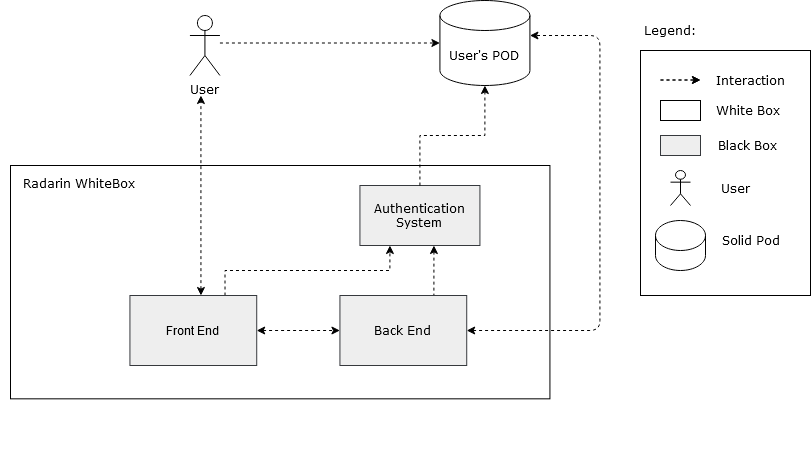 User
User's POD
Radarin WhiteBox
Authentication
System
Front End
Back End
Legend:
Interaction
White Box
Black Box
User
Solid Pod